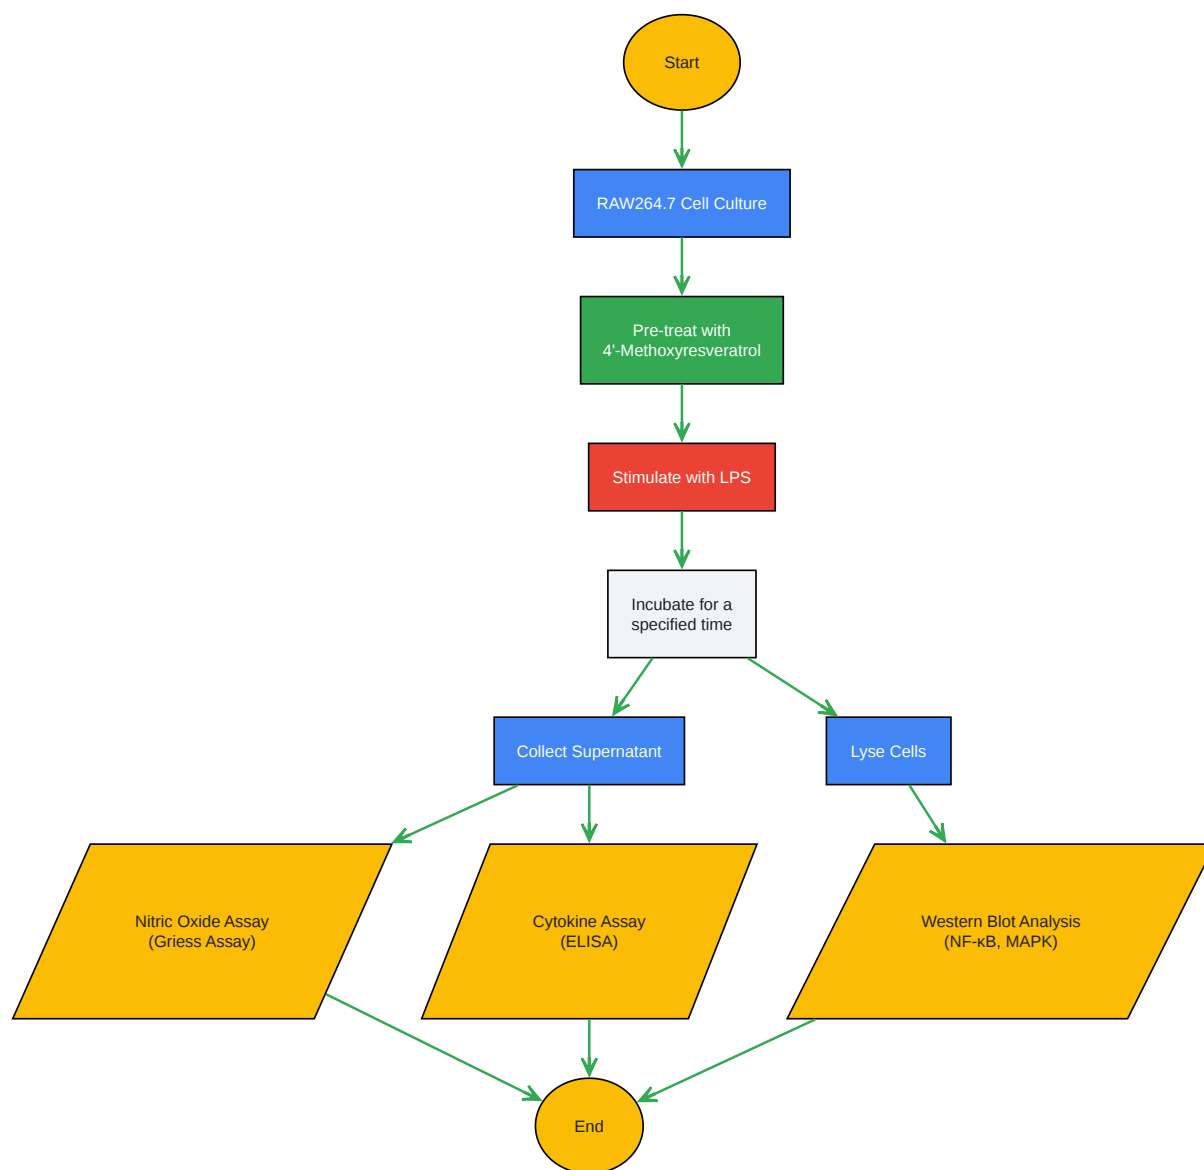 Start
RAW264.7 Cell Culture
Pre-treat with
4'-Methoxyresveratrol
Stimulate with LPS
Incubate for a
specified time
Collect Supernatant
Lyse Cells
Nitric Oxide Assay
(Griess Assay)
Cytokine Assay
(ELISA)
Western Blot Analysis
(NF-κB, MAPK)
End